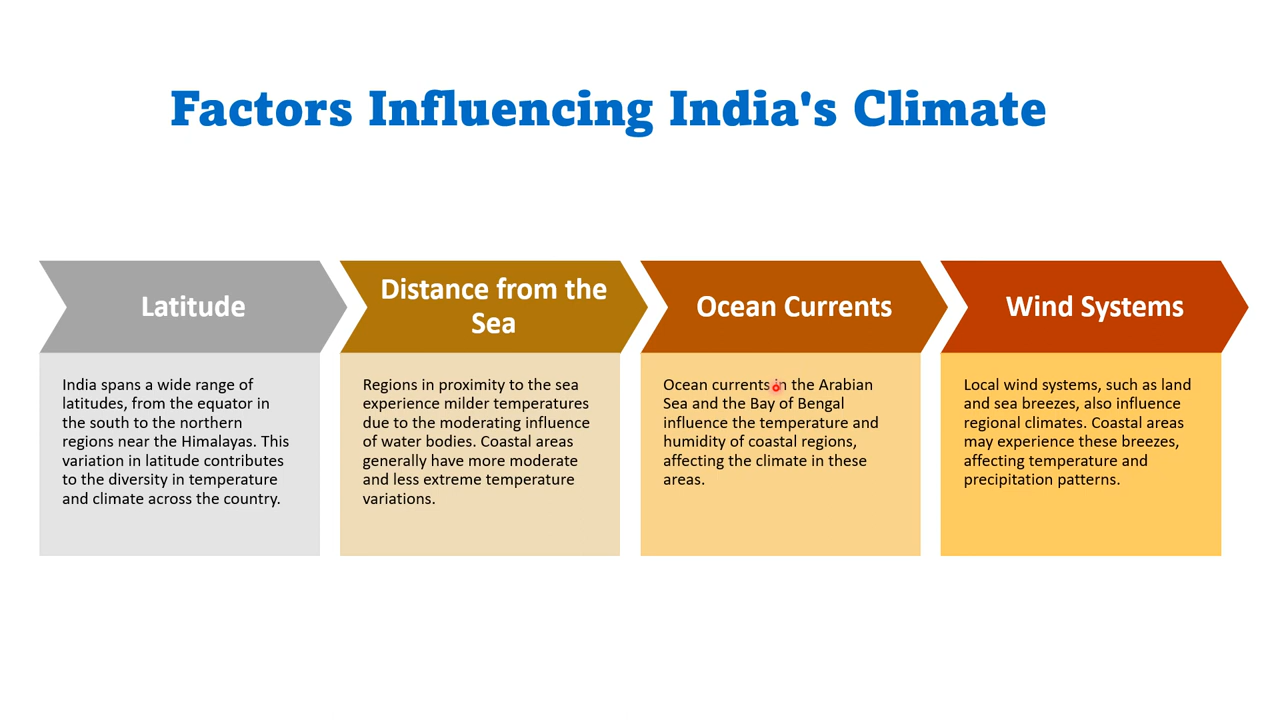 Factors Influencing India's Climate
Latitude
India spans a wide range of
latitudes, from the equator in
the south to the northern
regions near the Himalayas. This
variation in latitude contributes
to the diversity in temperature
and climate across the country.
Distance from the
Sea
Regions in proximity to the sea
experience milder temperatures
due to the moderating influence
of water bodies. Coastal areas
generally have more moderate
and less extreme temperature
variations.
Ocean Currents
Ocean currents in the Arabian
Sea and the Bay of Bengal
influence the temperature and
humidity of coastal regions,
affecting the climate in these
areas.
Wind Systems
Local wind systems, such as land
and sea breezes, also influence
regional climates. Coastal areas
may experience these breezes,
affecting temperature and
precipitation patterns.